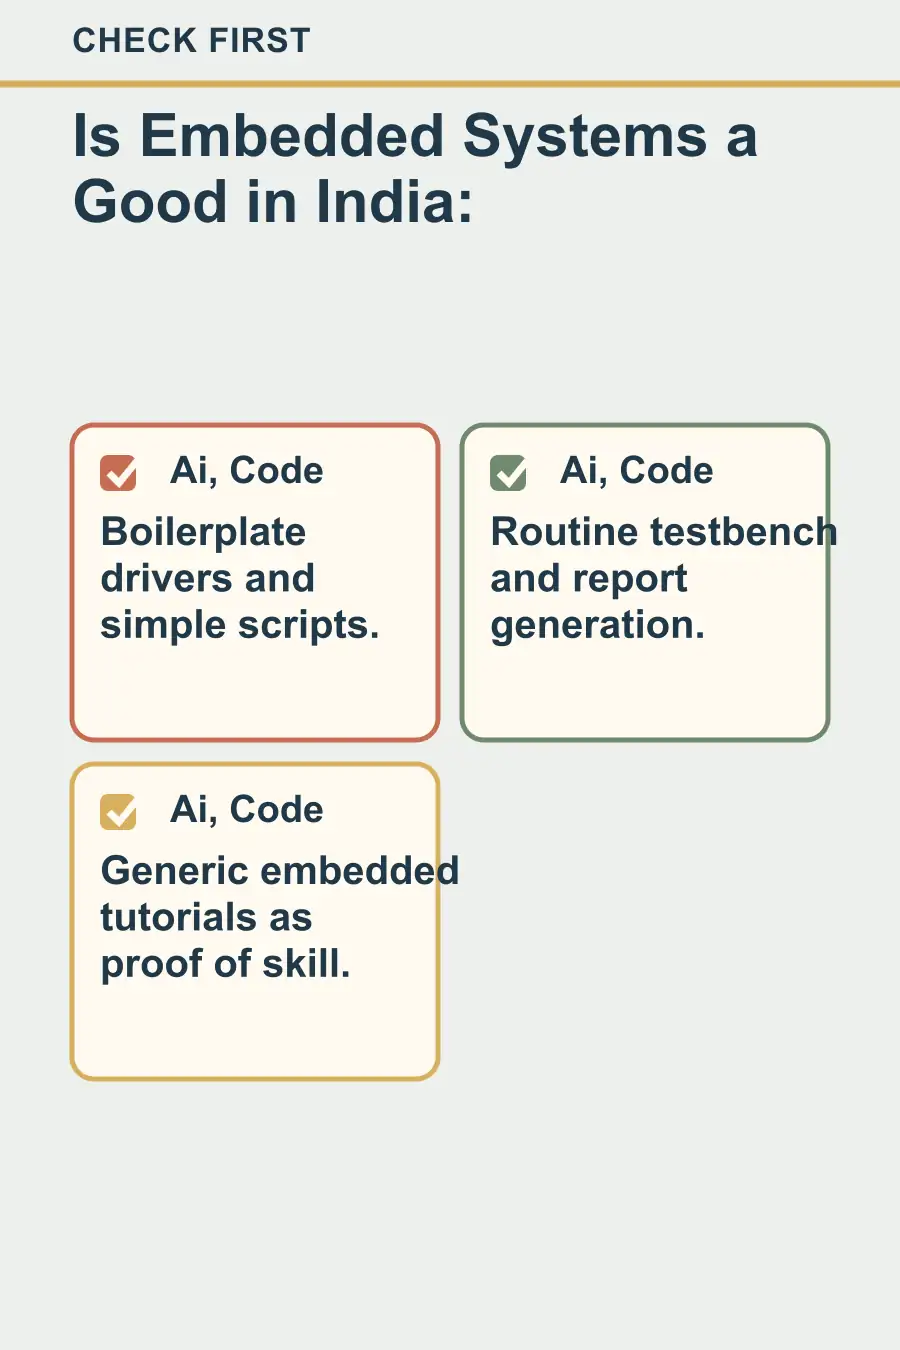 CHECK FIRST
Is Embedded Systems a
Good in India:
Ai, Code
Boilerplate
drivers and
simple scripts.
Ai, Code
Routine testbench
and report
generation.
Ai, Code
Generic embedded
tutorials as
proof of skill.